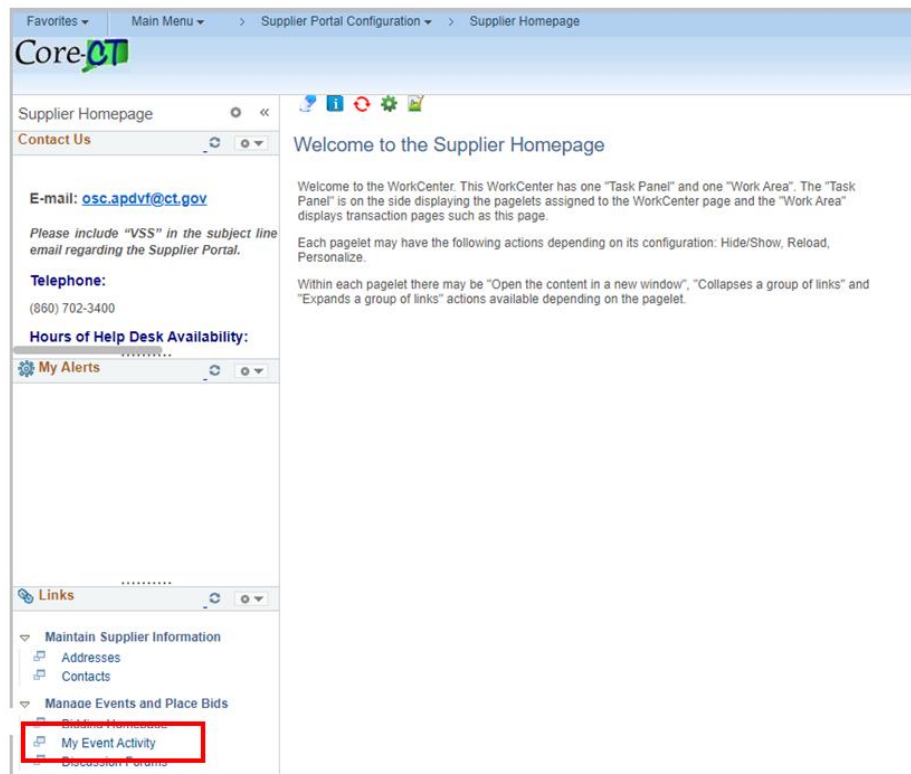 Favorites Main Menu > Supplier Portal Configuration > Supplier Homepage
Core-CT
Supplier Homepage
Contact Us
E-mail: osc.apdvf@ct.gov
Please include “VSS” in the subject line
email regarding the Supplier Portal.
Telephone:
(860) 702-3400
Hours of Help Desk Availability:
My Alerts
Links
Maintain Supplier Information
Addresses
Contacts
Manage Events and Place Bids
Bidding Homepage
My Event Activity
Discussion Forums
Welcome to the Supplier Homepage
Welcome to the WorkCenter. This WorkCenter has one "Task Panel" and one "Work Area". The "Task
Panel" is on the side displaying the pagelets assigned to the WorkCenter page and the "Work Area"
displays transaction pages such as this page.
Each pagelet may have the following actions depending on its configuration: Hide/Show, Reload,
Personalize.
Within each pagelet there may be "Open the content in a new window", "Collapses a group of links" and
"Expands a group of links" actions available depending on the pagelet.